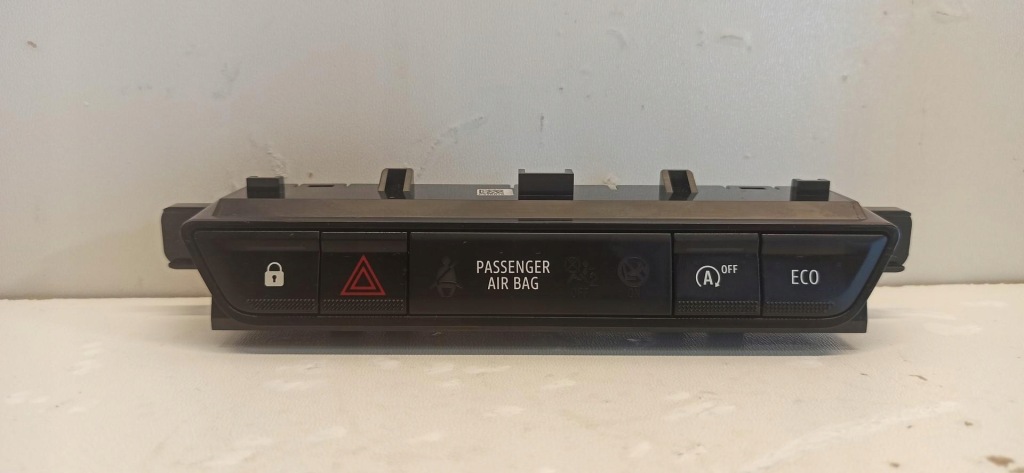 PASSENGER
AIR BAG
A OFF
ECO